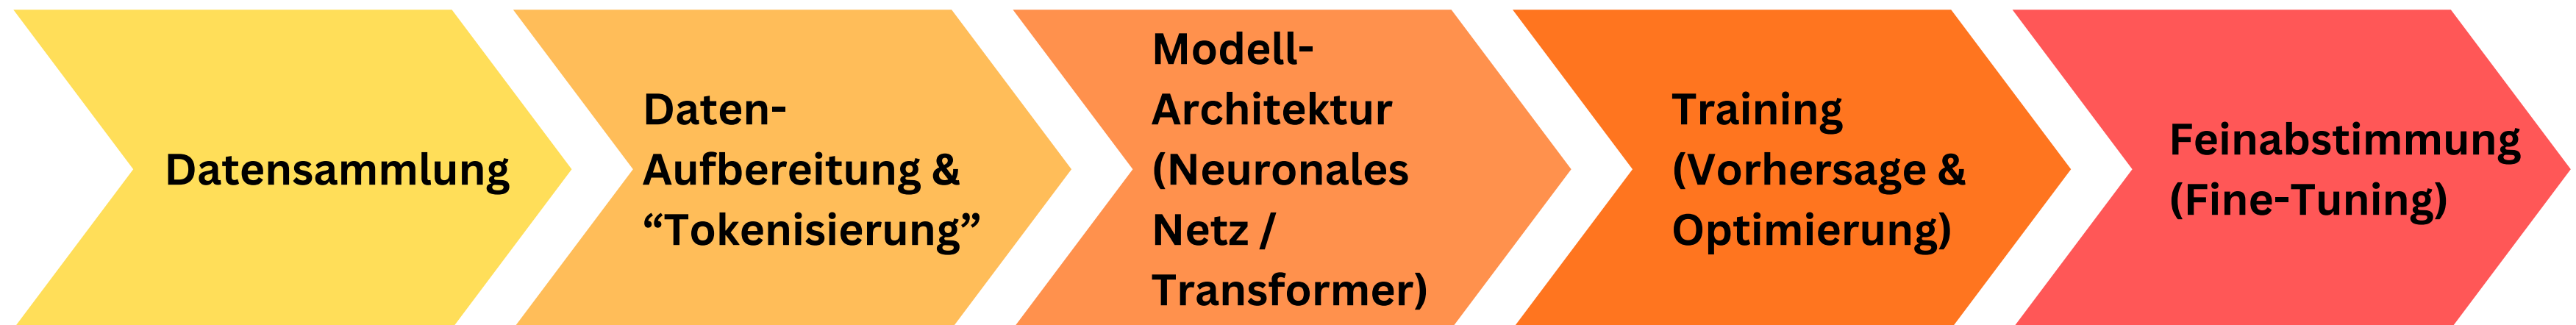 Datensammlung
Daten-
Aufbereitung &
“Tokenisierung”
Modell-
Architektur
(Neuronales
Netz /
Transformer)
Training
(Vorhersage &
Optimierung)
Feinabstimmung
(Fine-Tuning)